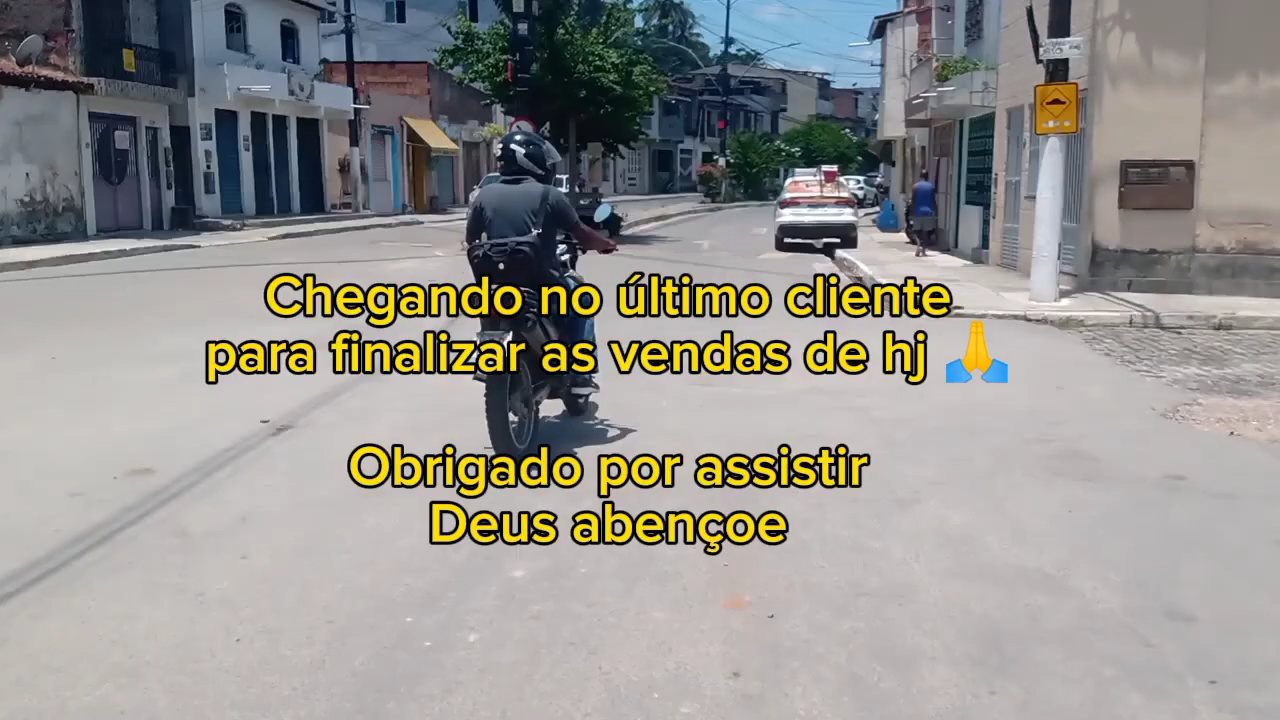 Chegando no último cliente
para finalizar as vendas de hj 🙏
Obrigado por assistir
Deus abençoe